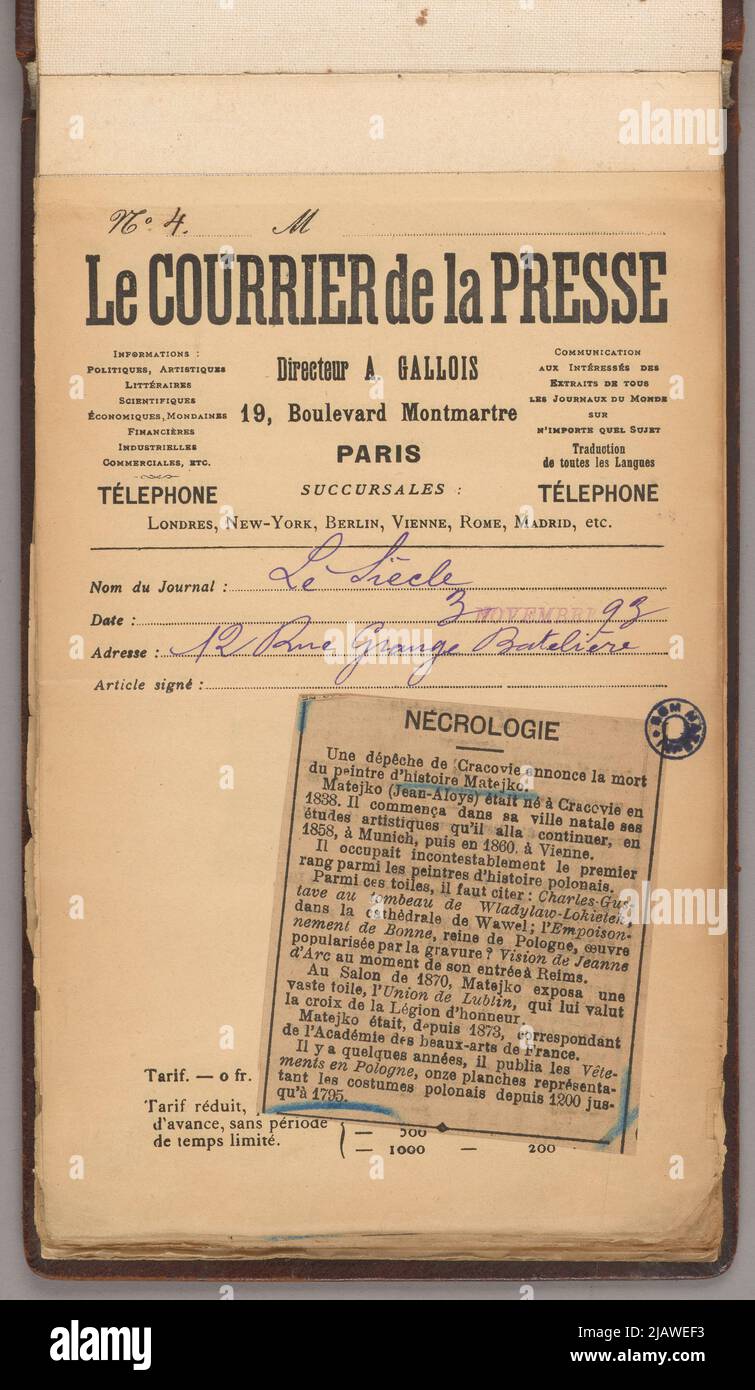 No. 4. M
Le COURRIER de la PRESSE
INFORMATIONS :
POLITIQUES, ARTISTIQUES
LITTÉRAIRES
SCIENTIFIQUES
ÉCONOMIQUES, MONDAINES
FINANCIÈRES
INDUSTRIELLES
COMMERCIALES, ETC.
TÉLEPHONE
Directeur A GALLOIS
19, Boulevard Montmartre
PARIS
SUCCURSALES :
COMMUNICATION
AUX INTÉRESSÉS DES
EXTRAITS DE TOUS
LES JOURNAUX DU MONDE
SUR
N'IMPORTE QUEL SUJET
Traduction
de toutes les Langues
TÉLEPHONE
LONDRES, NEW-YORK, BERLIN, VIENNE, ROME, MADRID, etc.
Nom du Journal : Le Siècle
Date : 3 NOVEMBRE 93
Adresse : 12 Rue Grange Batelière
Article signé :
NÉCROLOGIE
Une dépêche de Cracovie ennonce la mort
du peintre d'histoire Matejko.
Matejko (Jean-Aloys) était né à Cracovie en
1838. Il commença dans sa ville natale ses
études artistiques qu'il alla continuer, en
1858, à Munich, puis en 1860, à Vienne.
Il occupait incontestablement le premier
rang parmi les peintres d'histoire polonais.
Parmi ces toiles, il faut citer : Charles-Gus-
tave au tombeau de Wladylaw-Lokietek,
dans la cathédrale de Wawel ; l'Empoison-
nement de Bonne, reine de Pologne, œuvre
popularisée par la gravure ? Vision de Jeanne
d'Arc au moment de son entrée à Reims.
Au Salon de 1870, Matejko exposa une
vaste toile, l'Union de Lublin, qui lui valut
la croix de la Légion d'honneur.
Matejko était, depuis 1873, correspondant
de l'Académie des beaux-arts de France.
Il y a quelques années, il publia les Vête-
ments en Pologne, onze planches représenta-
tant les costumes polonais depuis 1200 jus-
qu'à 1795.
Tarif. — 0 fr.
Tarif réduit,
d'avance, sans période
de temps limité.
— 500
— 1000 — 200
alamy
Image ID: 2JAWEF3
www.alamy.com